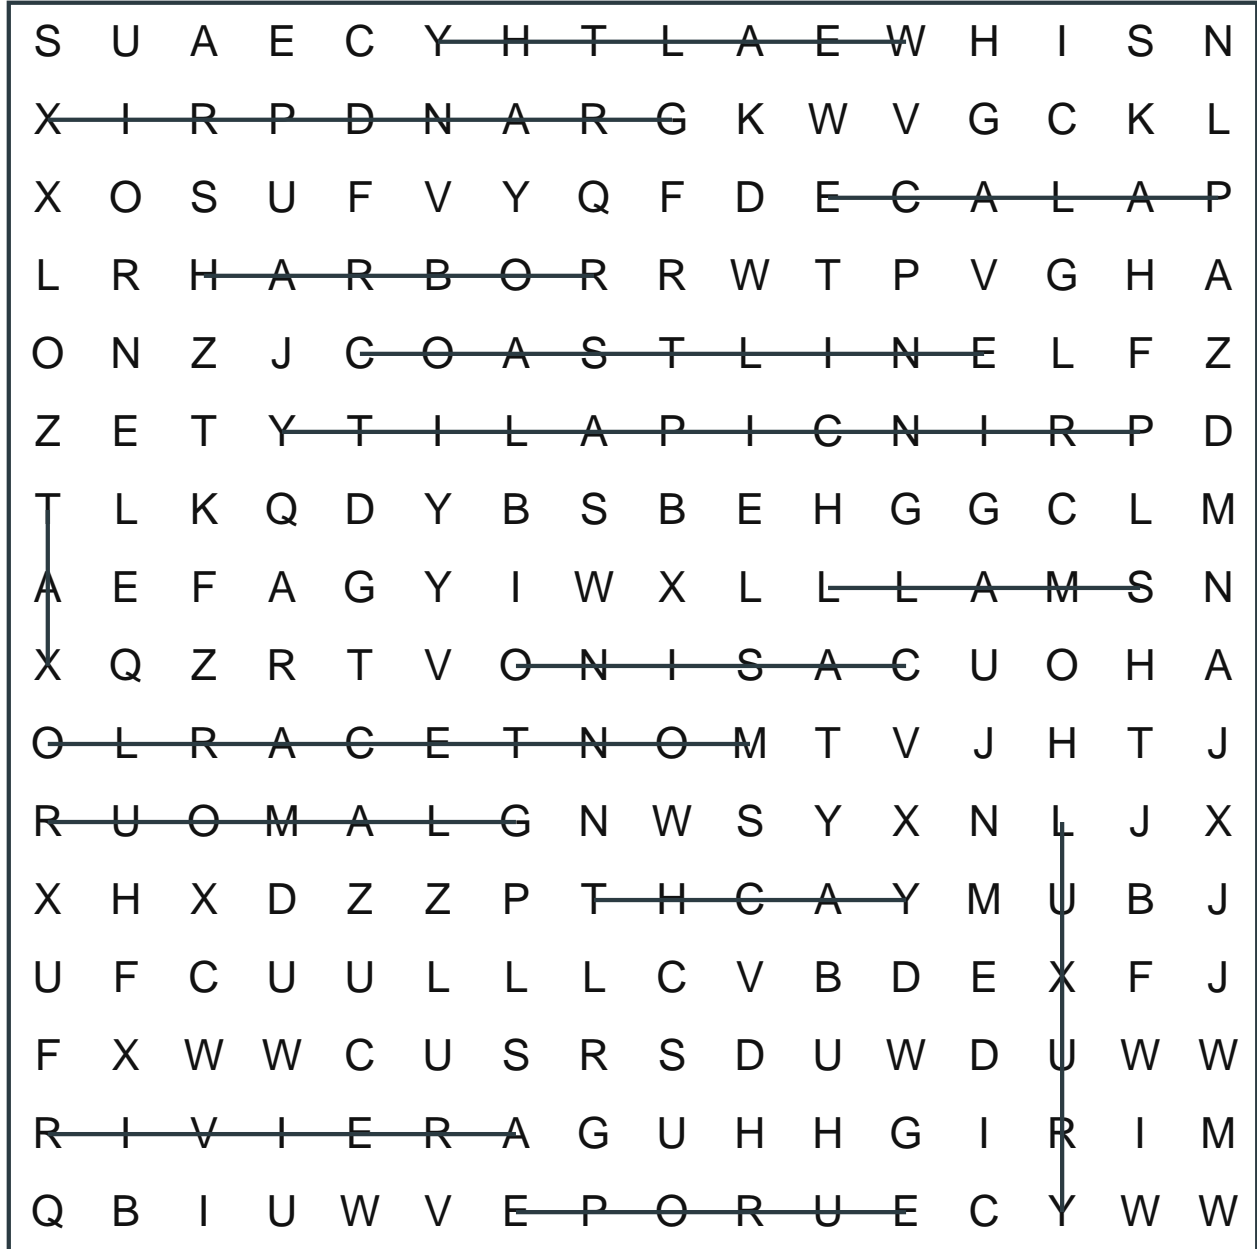 S U A E C Y H T L A E W H I S N
X I R P D N A R G K W V G C K L
X O S U F V Y Q F D E C A L A P
L R H A R B O R R W T P V G H A
O N Z J C O A S T L I N E L F Z
Z E T Y T I L A P I C N I R P D
T L K Q D Y B S B E H G G C L M
A E F A G Y I W X L L L A M S N
X Q Z R T V O N I S A C U O H A
O L R A C E T N O M T V J H T J
R U O M A L G N W S Y X N L J X
X H X D Z Z P T H C A Y M U B J
U F C U U L L L C V B D E X F J
F X W W C U S R S D U W D U W W
R I V I E R A G U H H G I R I M
Q B I U W V E P O R U E C Y W W